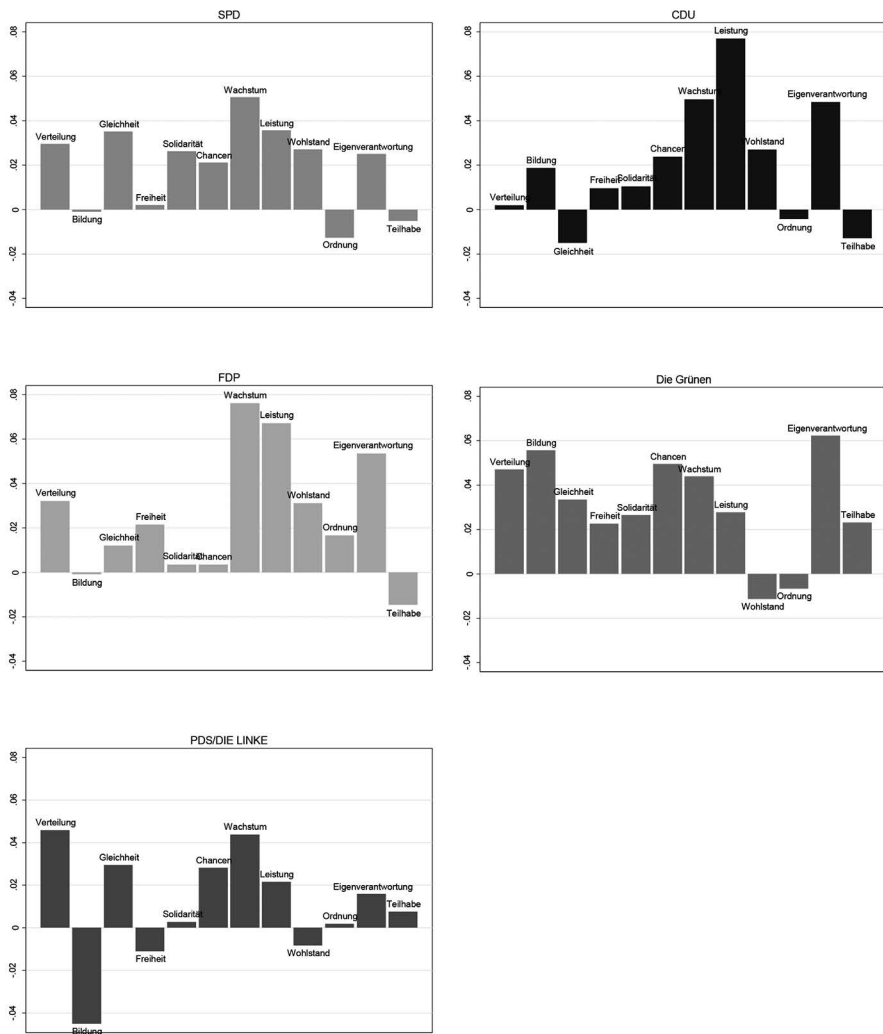 SPD
.08
.06
.04
.02
0
-.02
-.04
Verteilung
Bildung
Gleichheit
Freiheit
Solidarität
Chancen
Wachstum
Leistung
Wohlstand
Ordnung
Eigenverantwortung
Teilhabe
CDU
.08
.06
.04
.02
0
-.02
-.04
Verteilung
Bildung
Gleichheit
Freiheit
Solidarität
Chancen
Wachstum
Leistung
Wohlstand
Ordnung
Eigenverantwortung
Teilhabe
FDP
.08
.06
.04
.02
0
-.02
-.04
Verteilung
Bildung
Gleichheit
Freiheit
Solidarität
Chancen
Wachstum
Leistung
Wohlstand
Ordnung
Eigenverantwortung
Teilhabe
Die Grünen
.08
.06
.04
.02
0
-.02
-.04
Verteilung
Bildung
Gleichheit
Freiheit
Solidarität
Chancen
Wachstum
Leistung
Wohlstand
Ordnung
Eigenverantwortung
Teilhabe
PDS/DIE LINKE
.08
.06
.04
.02
0
-.02
-.04
Verteilung
Bildung
Gleichheit
Freiheit
Solidarität
Chancen
Wachstum
Leistung
Wohlstand
Ordnung
Eigenverantwortung
Teilhabe